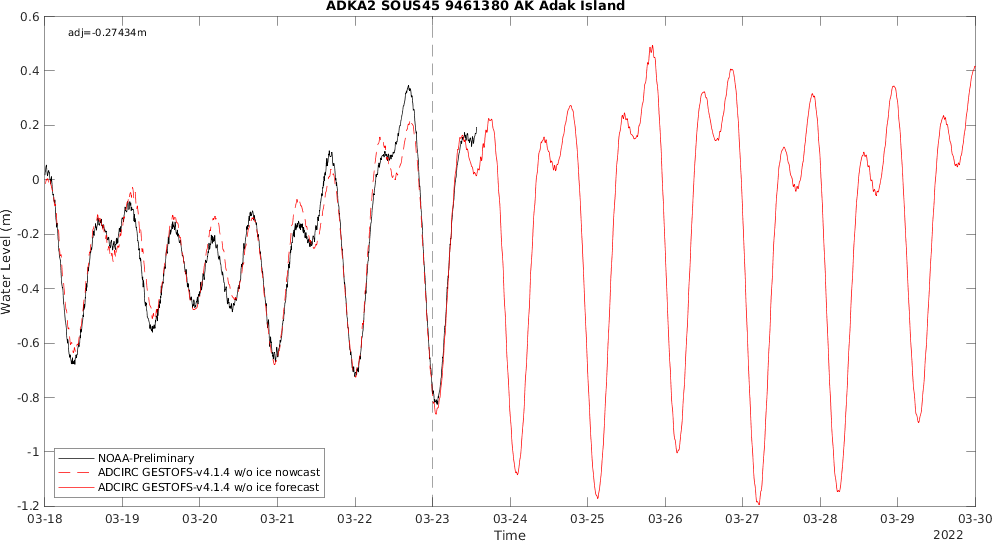 ADKA2 SOUS45 9461380 AK Adak Island
adj=-0.27434m
0.6
0.4
0.2
0
-0.2
-0.4
-0.6
-0.8
-1
-1.2
Water Level (m)
NOAA-Preliminary
ADCIRC GESTOFS-v4.1.4 w/o ice nowcast
ADCIRC GESTOFS-v4.1.4 w/o ice forecast
03-18 03-19 03-20 03-21 03-22 03-23 03-24 03-25 03-26 03-27 03-28 03-29 03-30
Time
2022